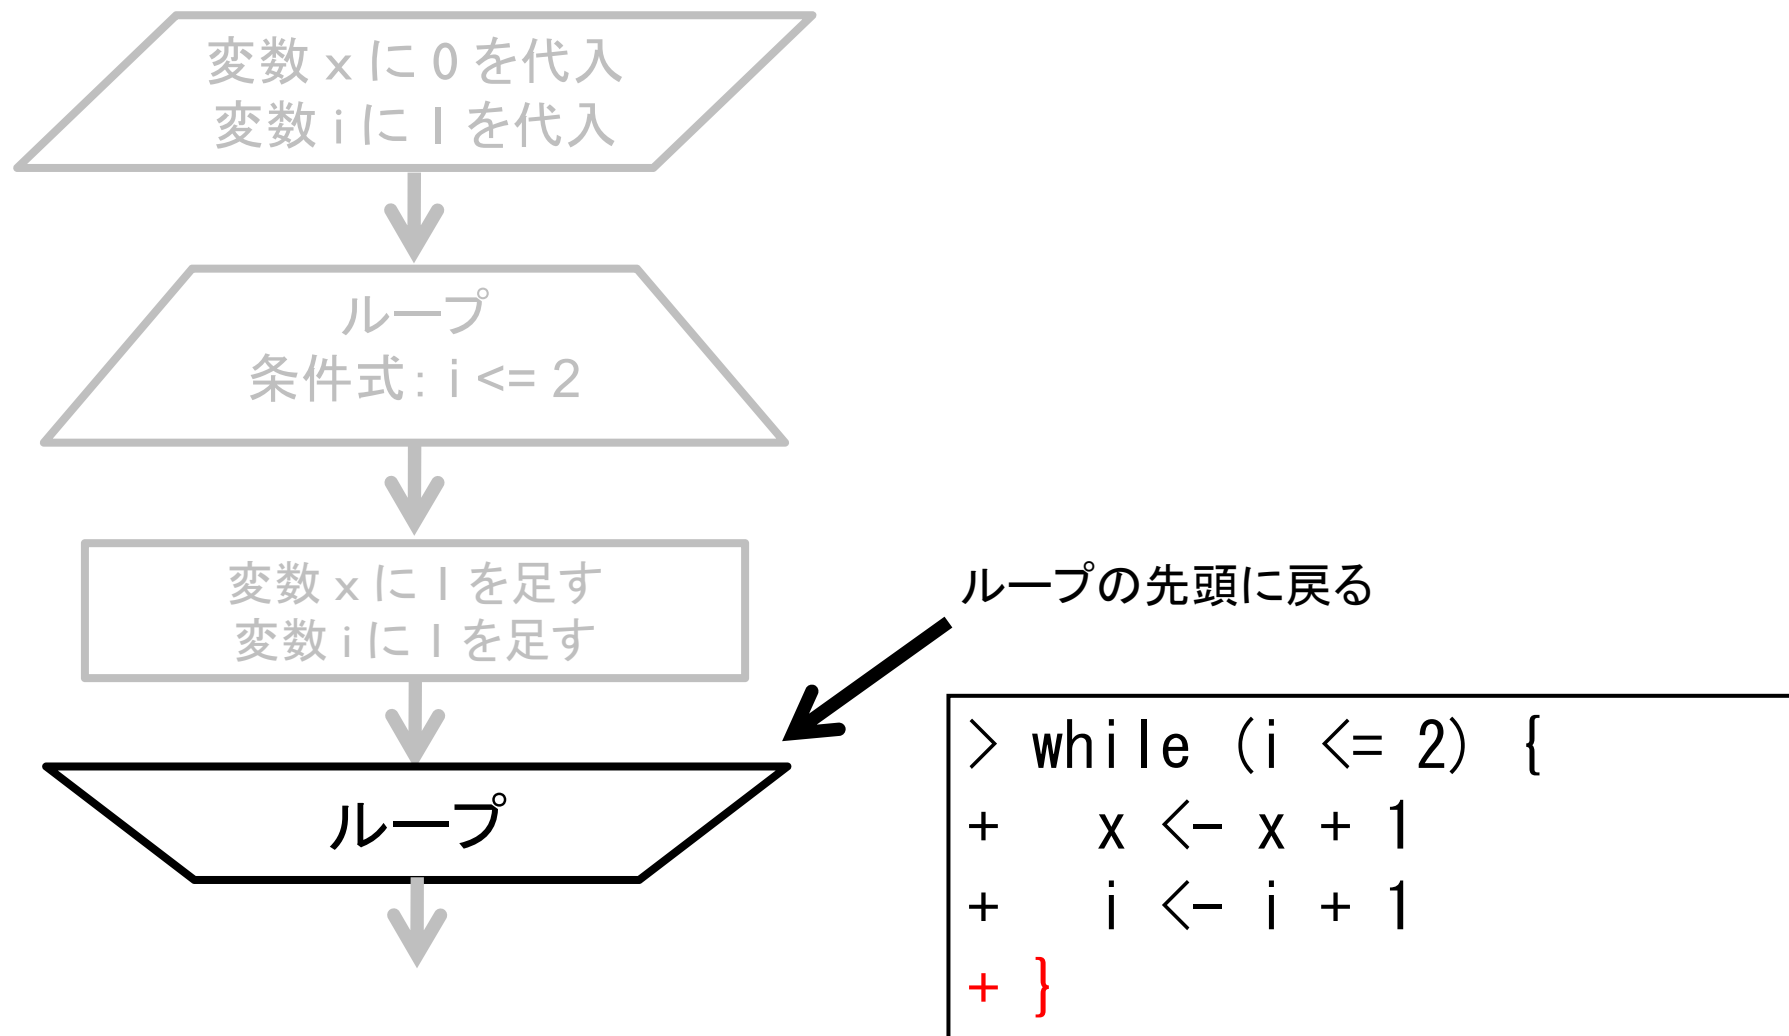 変数 x に 0 を代入
変数 i に 1 を代入
ループ
条件式: i <= 2
変数 x に 1 を足す
変数 i に 1 を足す
ループの先頭に戻る
ループ
> while (i <= 2) {
+   x <- x + 1
+   i <- i + 1
+ }